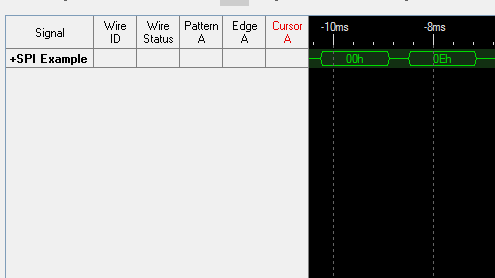 Signal
Wire
ID
Wire
Status
Pattern
A
Edge
A
Cursor
A
-10ms
-8ms
+SPI Example
00h
0Eh